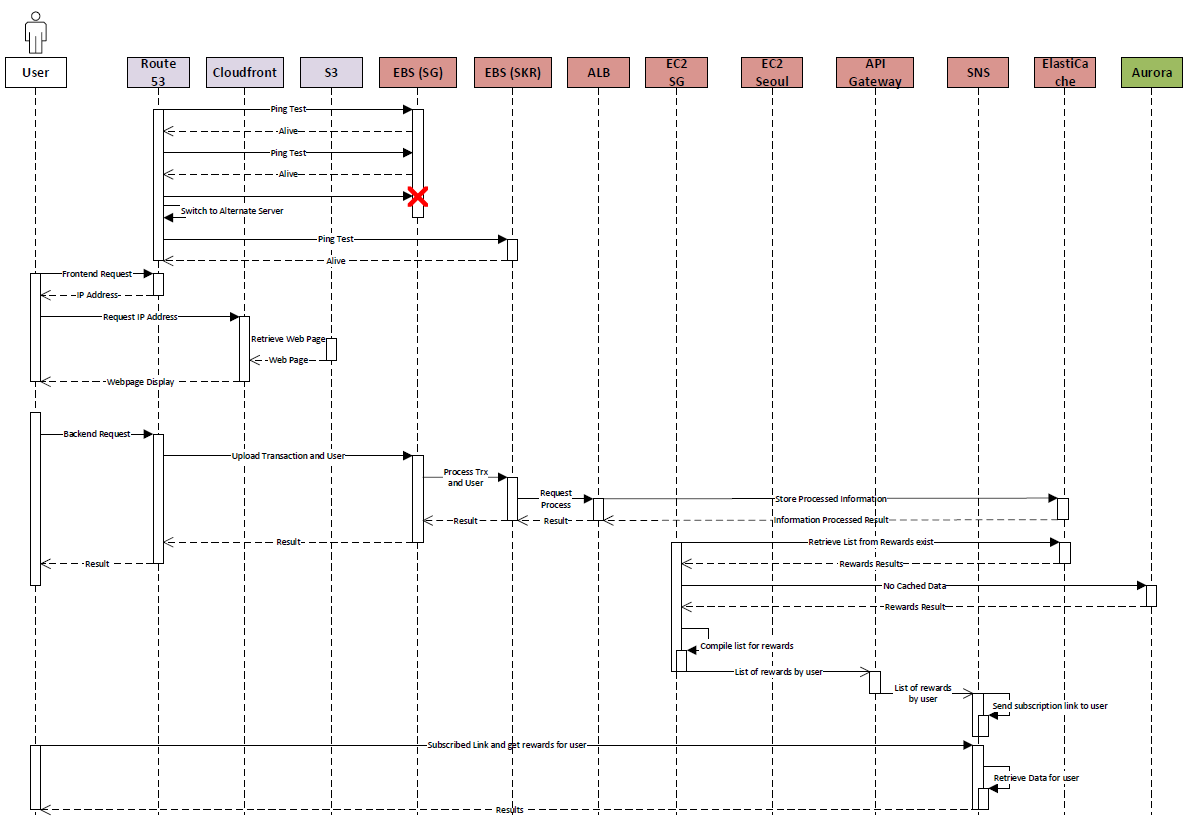 User
Route
53
Cloudfront
S3
EBS (SG)
EBS (SKR)
ALB
EC2
SG
EC2
Seoul
API
Gateway
SNS
ElastiCa
che
Aurora
Ping Test
Alive
Ping Test
Alive
Switch to Alternate Server
Ping Test
Alive
Frontend Request
IP Address
Request IP Address
Retrieve Web Page
Web Page
Webpage Display
Backend Request
Upload Transaction and User
Process Trx
and User
Request
Process
Store Processed Information
Result
Result
Information Processed Result
Result
Retrieve List from Rewards exist
Result
Rewards Results
No Cached Data
Rewards Result
Compile list for rewards
List of rewards by user
List of rewards
by user
Send subscription link to user
Subscribed Link and get rewards for user
Retrieve Data for user
Results